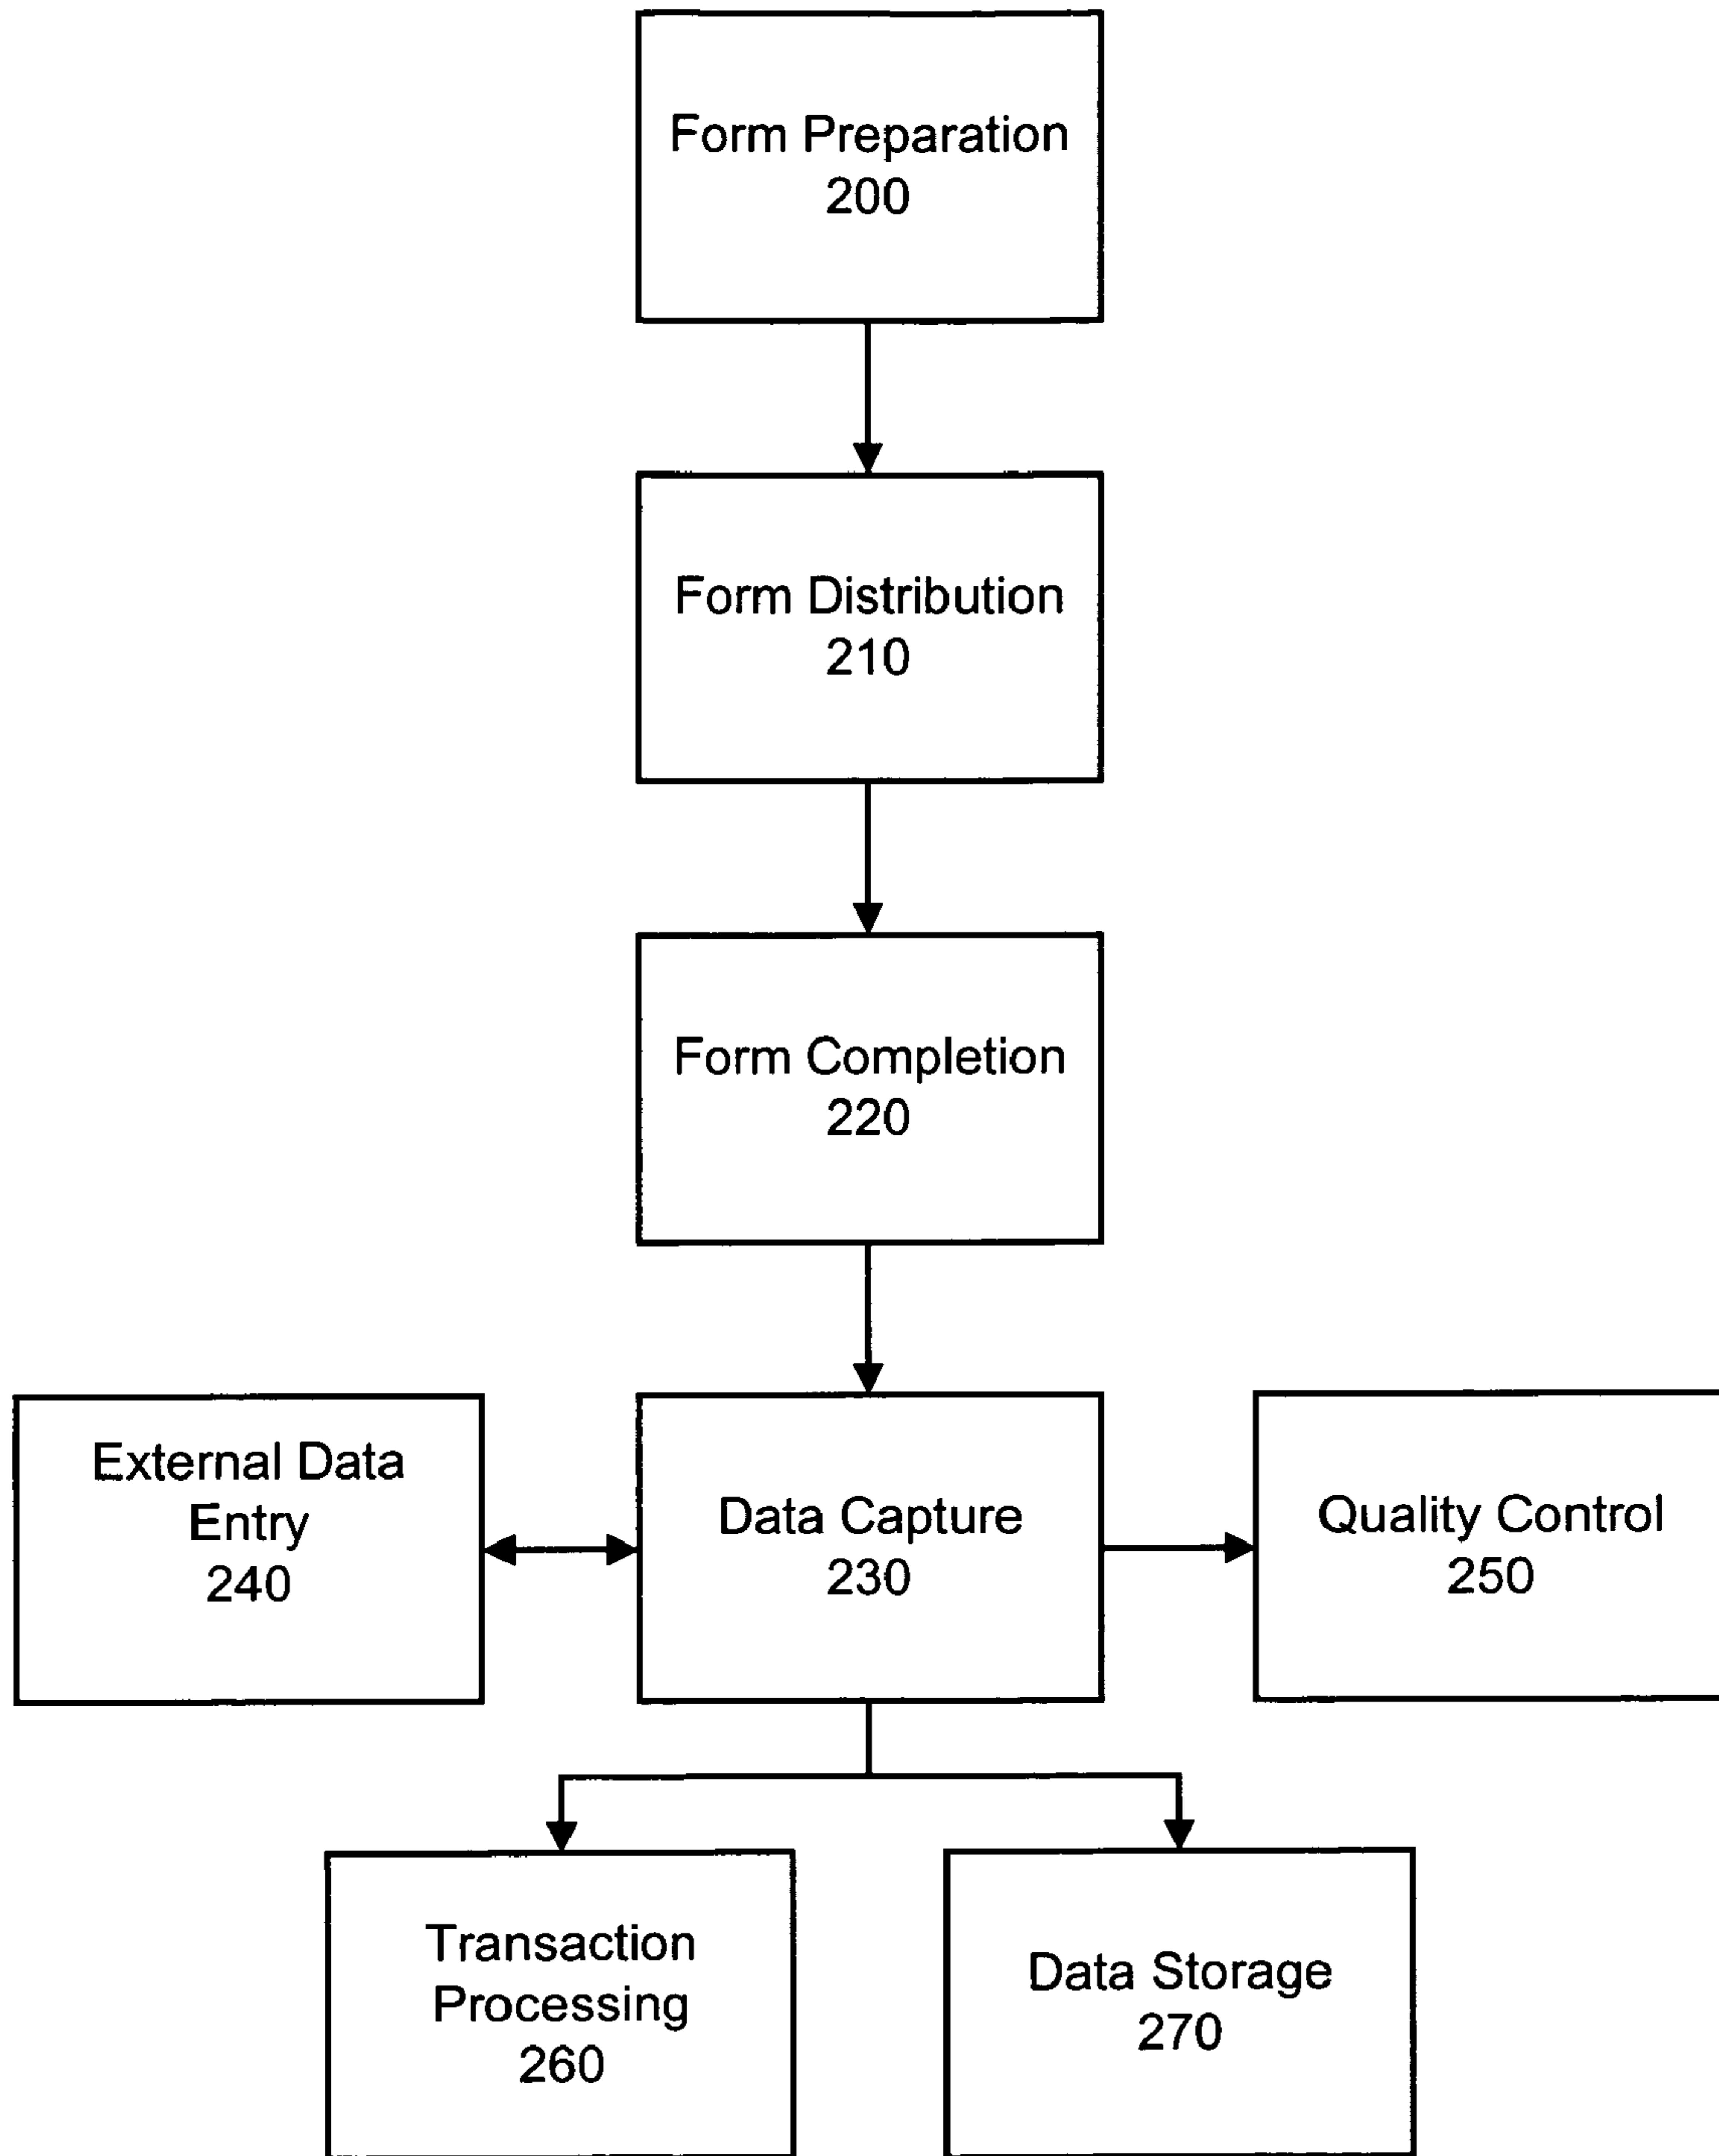 Form Preparation
200
Form Distribution
210
Form Completion
220
External Data
Entry
240
Data Capture
230
Quality Control
250
Transaction
Processing
260
Data Storage
270